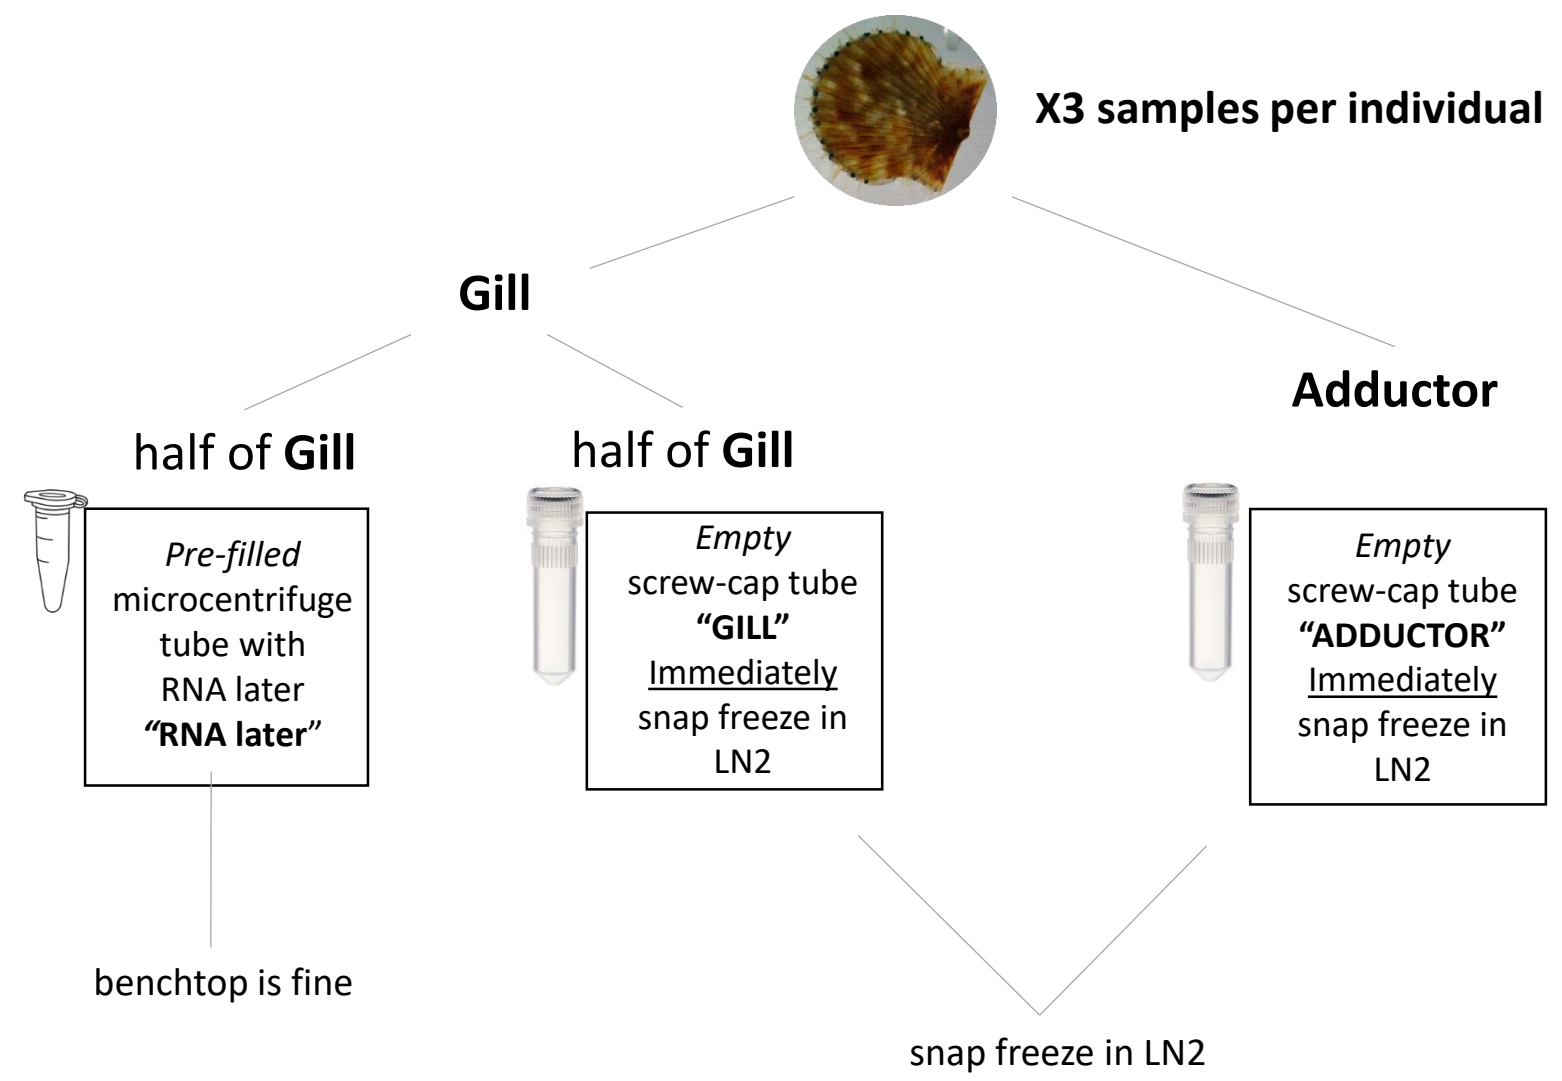 X3 samples per individual
Gill
Adductor
half of Gill
half of Gill
Pre-filled
microcentrifuge
tube with
RNA later
“RNA later”
Empty
screw-cap tube
“GILL”
Immediately
snap freeze in
LN2
Empty
screw-cap tube
“ADDUCTOR”
Immediately
snap freeze in
LN2
benchtop is fine
snap freeze in LN2